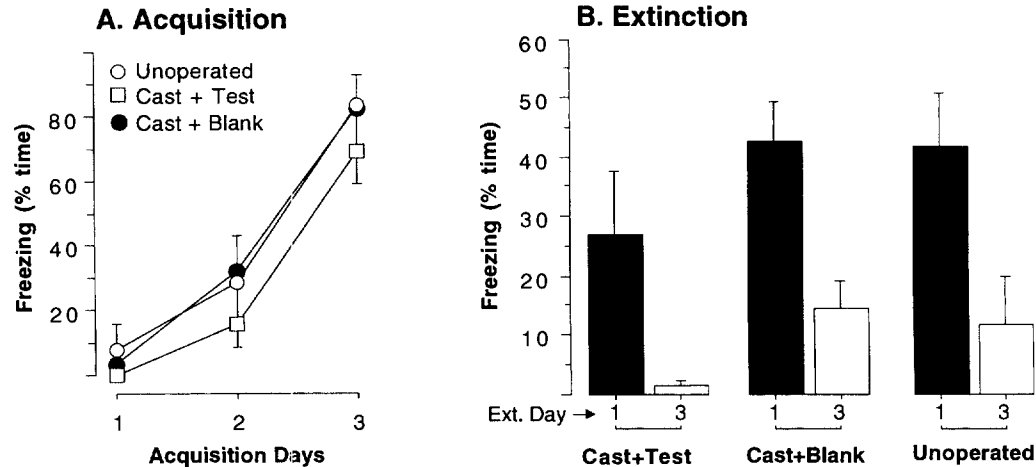 A. Acquisition
Unoperated
Cast + Test
Cast + Blank
Freezing (% time)
80
60
40
20
1 2 3
Acquisition Days
B. Extinction
Freezing (% time)
60
50
40
30
20
10
Ext. Day → 1 3 1 3 1 3
Cast+Test Cast+Blank Unoperated